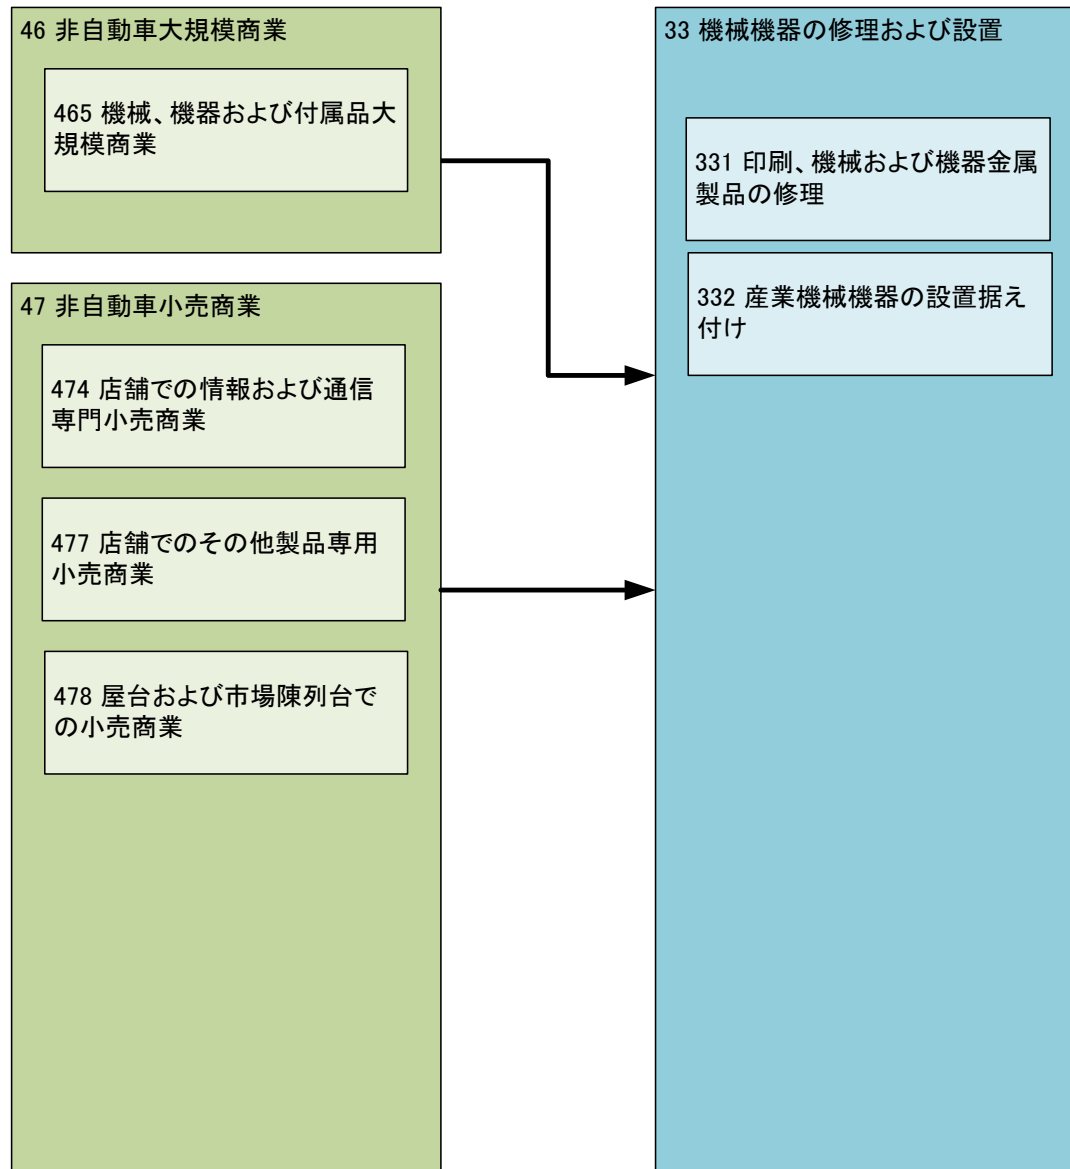 46 非自動車大規模商業
465 機械、機器および付属品大
規模商業
47 非自動車小売商業
474 店舗での情報および通信
専門小売商業
477 店舗でのその他製品専用
小売商業
478 屋台および市場陳列台で
の小売商業
33 機械機器の修理および設置
331 印刷、機械および機器金属
製品の修理
332 産業機械機器の設置据え
付け